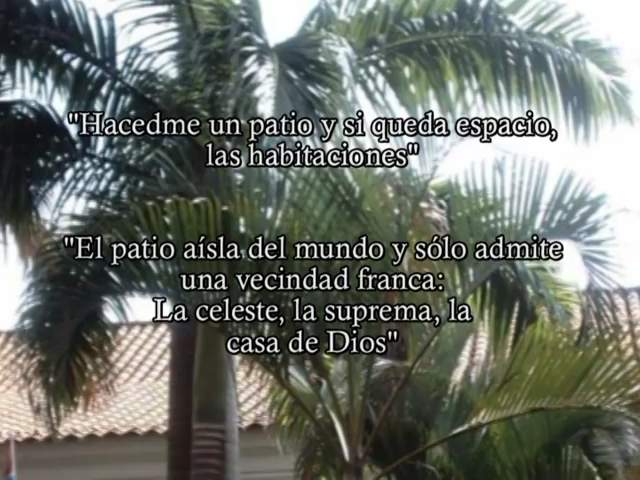 "Hacedme un patio y si queda espacio,
las habitaciones"
"El patio aísla del mundo y sólo admite
una vecindad franca:
La celeste, la suprema, la
casa de Dios"